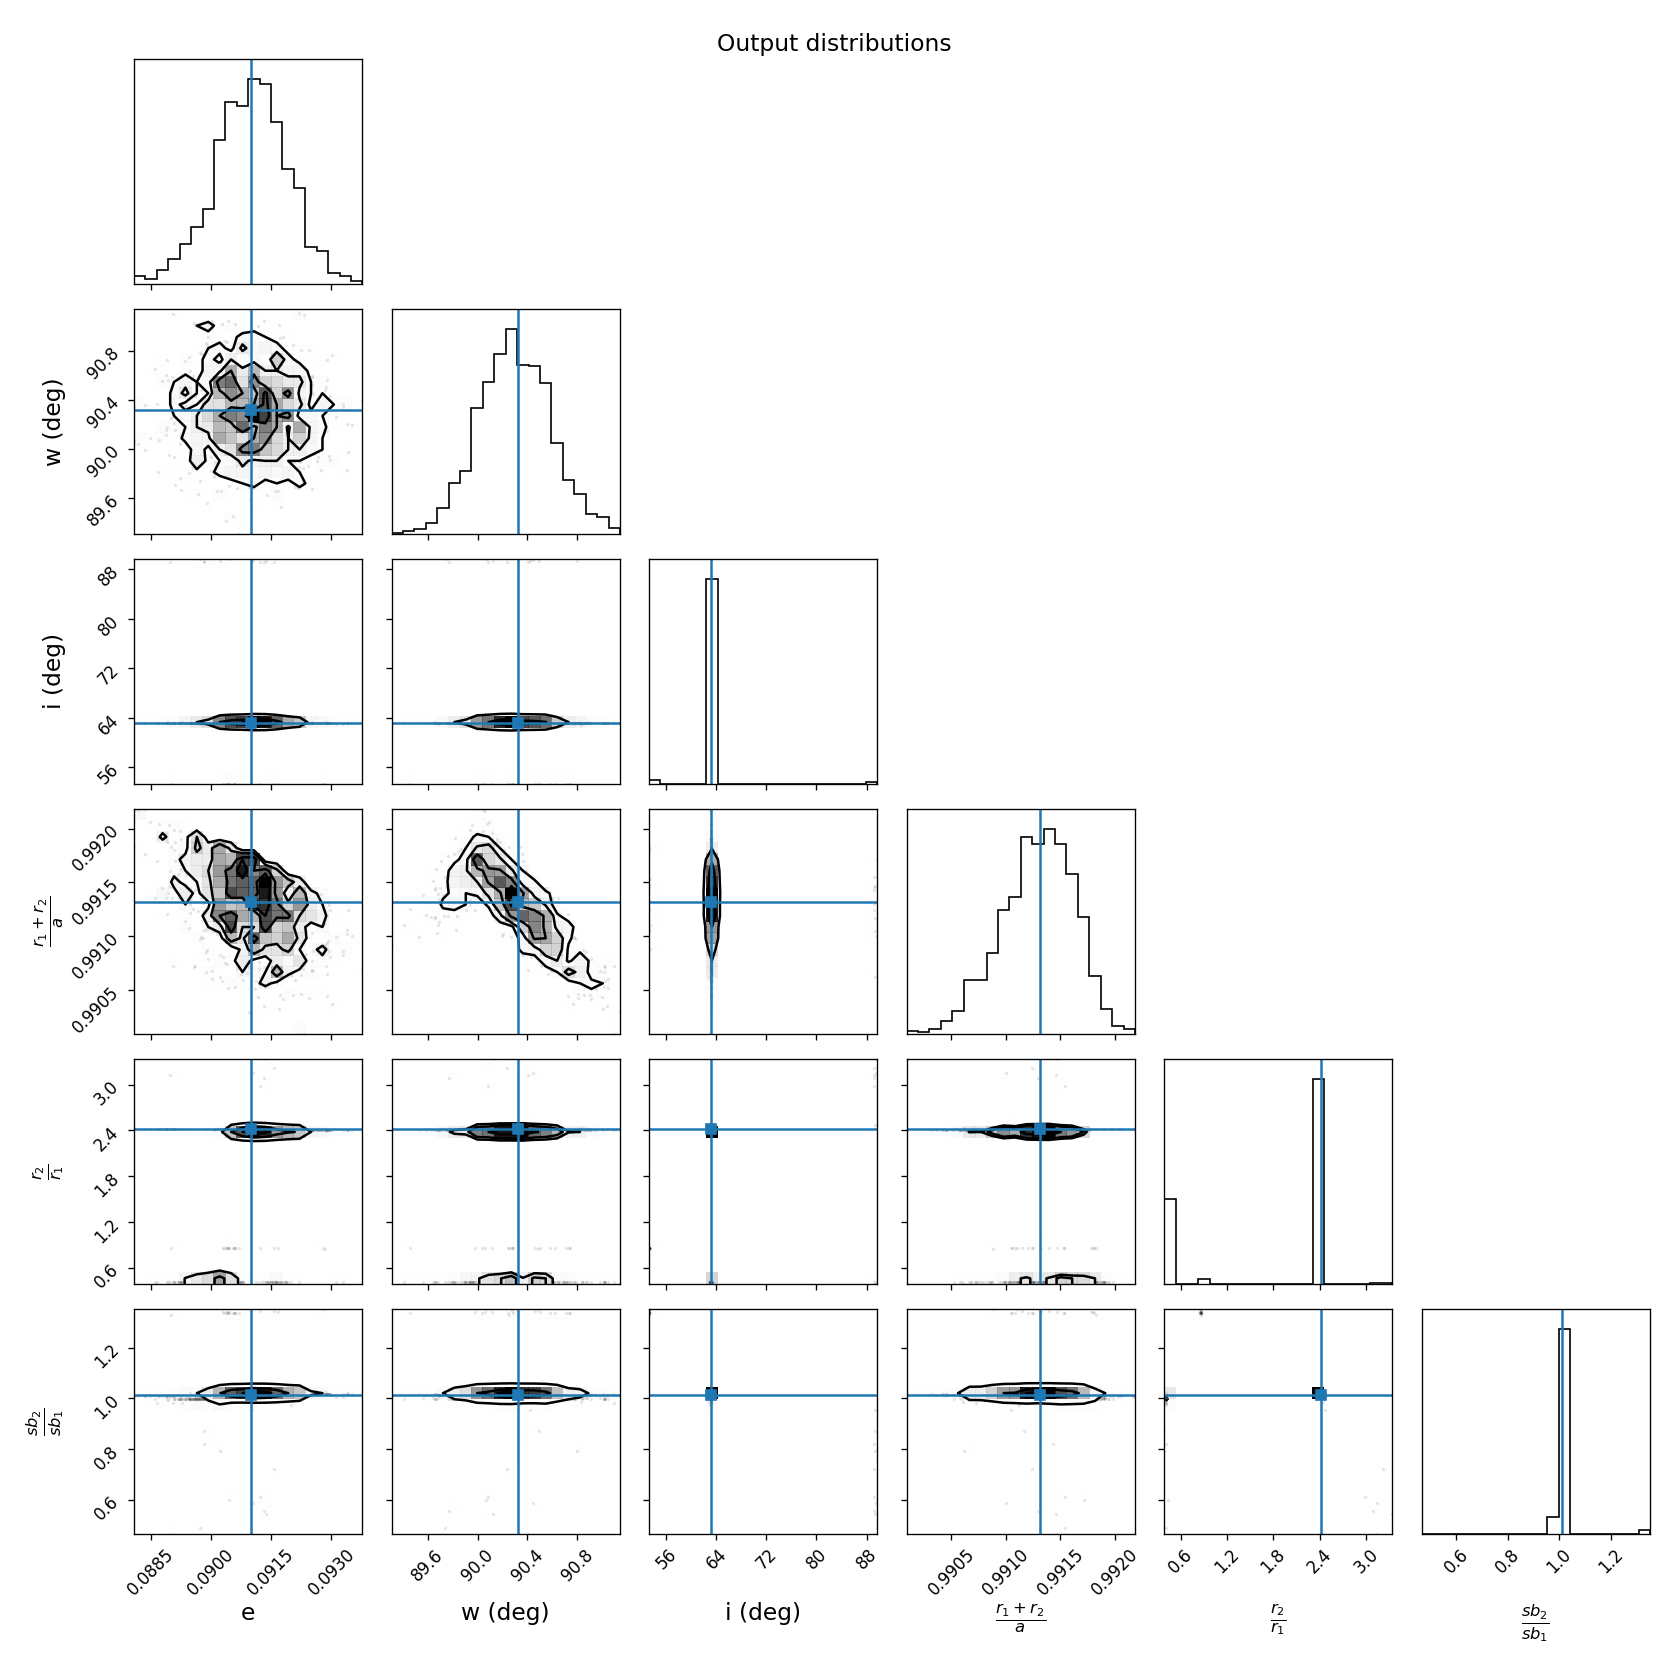 Output distributions
w (deg)
90.8
90.4
90.0
89.6
i (deg)
88
80
72
64
56
r₁ + r₂
a
0.9920
0.9915
0.9910
0.9905
r₂
r₁
3.0
2.4
1.8
1.2
0.6
sb₂
sb₁
1.2
1.0
0.8
0.6
0.0885 0.0900 0.0915 0.0930 89.6 90.0 90.4 90.8 56 64 72 80 88 0.9905 0.9910 0.9915 0.9920 0.6 1.2 1.8 2.4 3.0 0.6 0.8 1.0 1.2
e w (deg) i (deg)
r₁ + r₂ r₂ sb₂
a r₁ sb₁